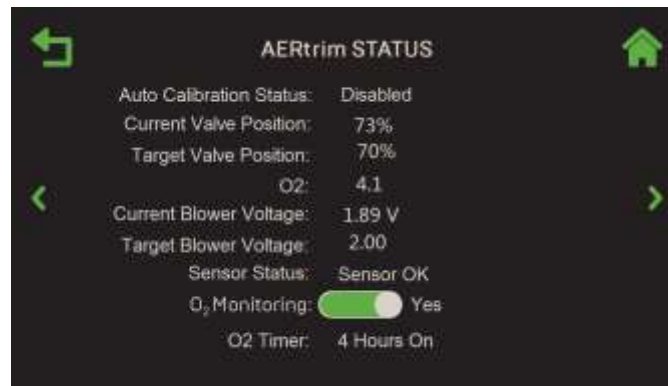 AERtrim STATUS
Auto Calibration Status: Disabled
Current Valve Position: 73%
Target Valve Position: 70%
O2: 4.1
Current Blower Voltage: 1.89 V
Target Blower Voltage: 2.00
Sensor Status: Sensor OK
O₂ Monitoring: Yes
O2 Timer: 4 Hours On